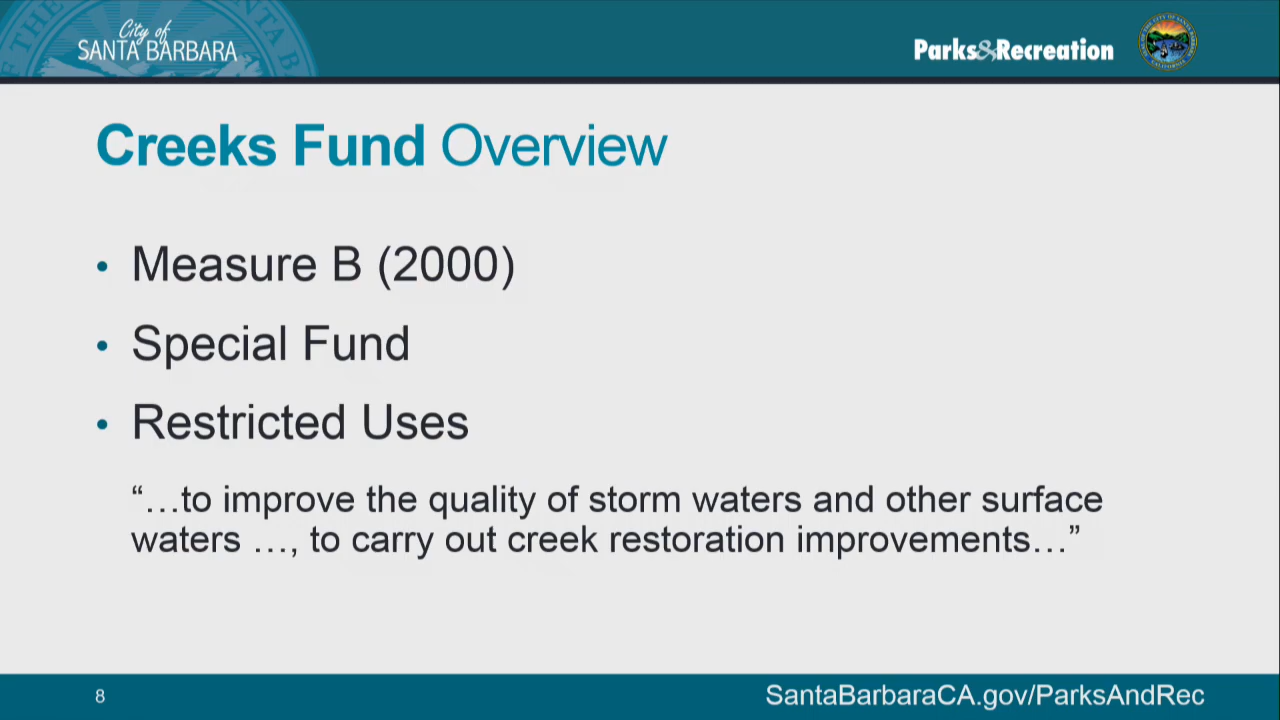 City of
SANTA BARBARA
Parks&Recreation
Creeks Fund Overview
• Measure B (2000)
• Special Fund
• Restricted Uses
“…to improve the quality of storm waters and other surface
waters …, to carry out creek restoration improvements…”
8
SantaBarbaraCA.gov/ParksAndRec